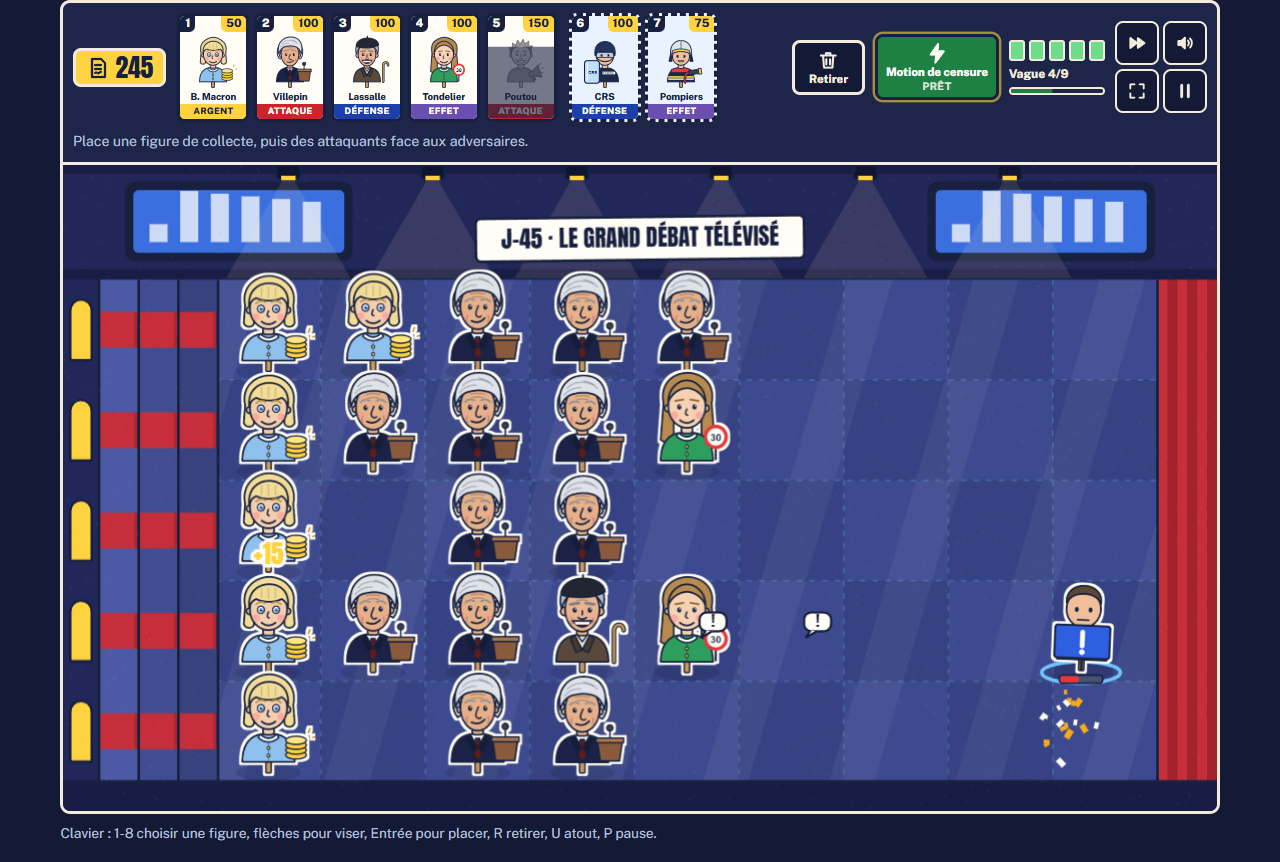 245
1 50
B. Macron
ARGENT
2 100
Villepin
ATTAQUE
3 100
Lassalle
DÉFENSE
4 100
30
Tondelier
EFFET
5 150
Poutou
ATTAQUE
6 100
CRS
CRS
DÉFENSE
7 75
Pompiers
EFFET
Retirer
Motion de censure
PRÊT
Vague 4/9
Place une figure de collecte, puis des attaquants face aux adversaires.
J-45 · LE GRAND DÉBAT TÉLÉVISÉ
30
+15
!
30
!
!
Clavier : 1-8 choisir une figure, flèches pour viser, Entrée pour placer, R retirer, U atout, P pause.